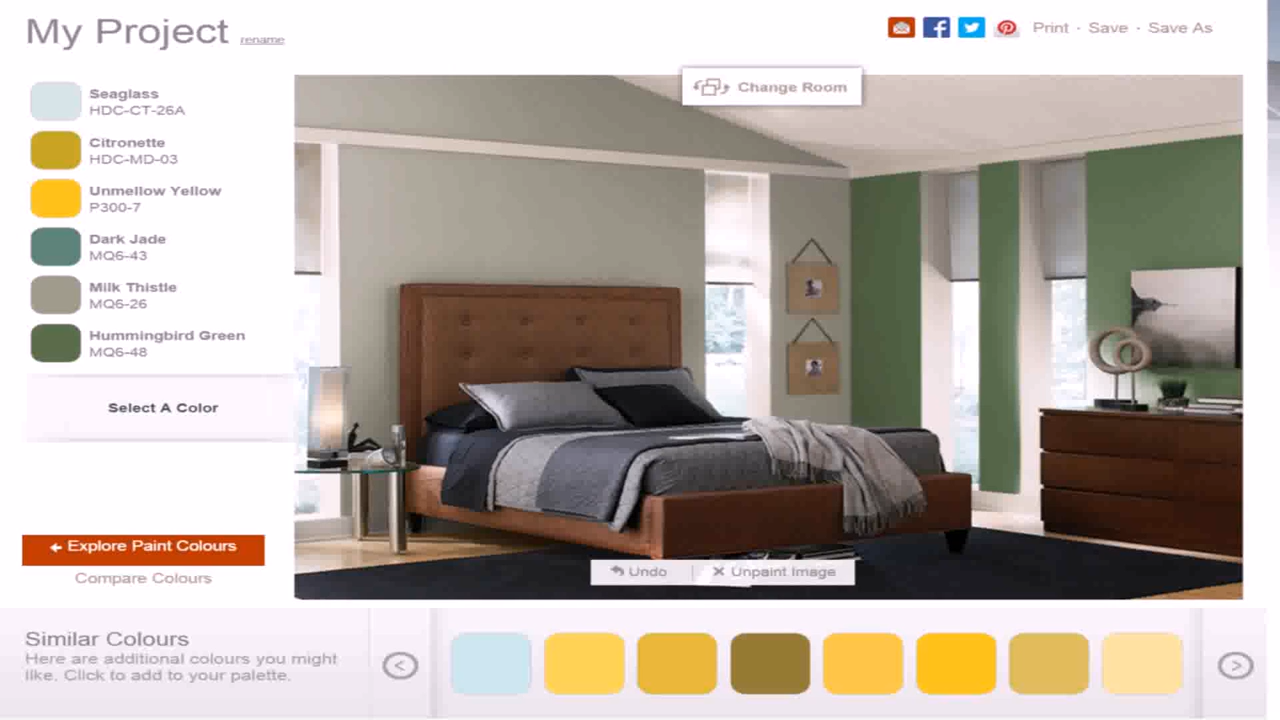 My Project rename
Print · Save · Save As
Change Room
Seaglass
HDC-CT-26A
Citronette
HDC-MD-03
Unmellow Yellow
P300-7
Dark Jade
MQ6-43
Milk Thistle
MQ6-26
Hummingbird Green
MQ6-48
Select A Color
Explore Paint Colours
Compare Colours
Undo
Unpaint Image
Similar Colours
Here are additional colours you might
like. Click to add to your palette.